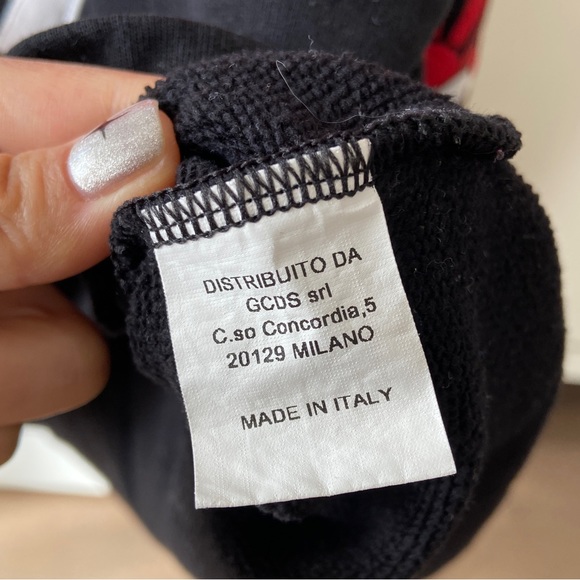 DISTRIBUITO DA
GCDS srl
C.so Concordia,5
20129 MILANO
MADE IN ITALY